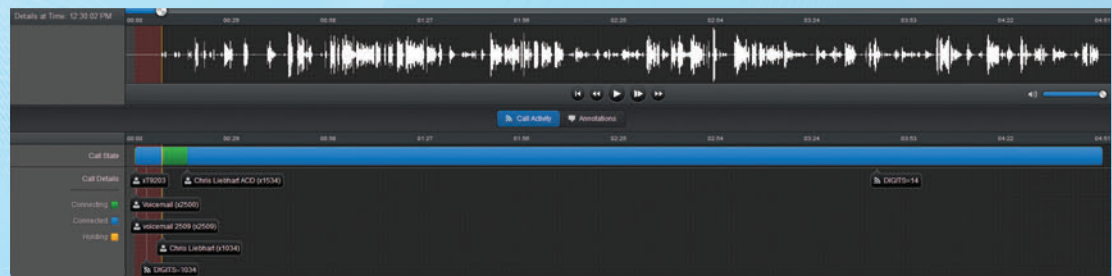 Details at Time: 12:30:02 PM
00:00 00:29 00:58 01:27 01:56 02:25 02:54 03:24 03:53 04:22 04:51
Call Activity Annotations
00:00 00:29 00:58 01:27 01:56 02:25 02:54 03:24 03:53 04:22 04:51
Call State
Call Details x79203 Chris Liebhart ACD (x1534) DIGITS=14
Connecting Voicemail (x2500)
Connected voicemail 2509 (x2509)
Holding
Chris Liebhart (x1034)
DIGITS=1034